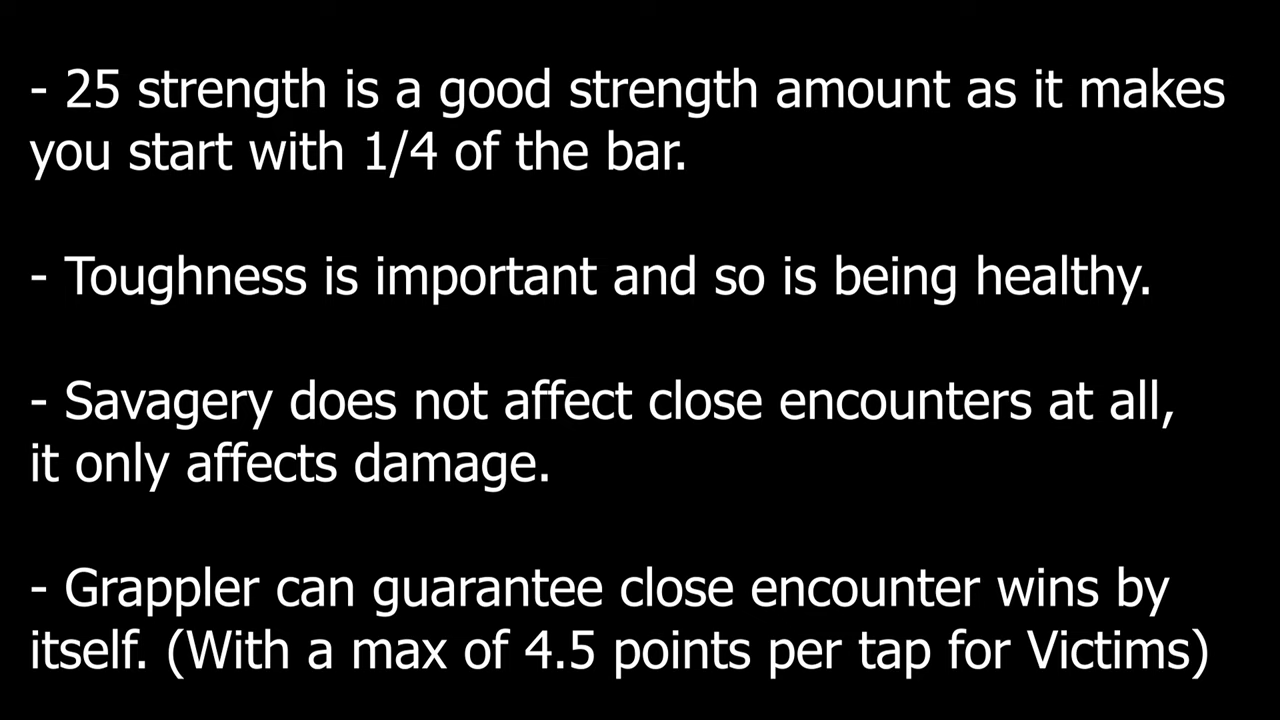 - 25 strength is a good strength amount as it makes
you start with 1/4 of the bar.
- Toughness is important and so is being healthy.
- Savagery does not affect close encounters at all,
it only affects damage.
- Grappler can guarantee close encounter wins by
itself. (With a max of 4.5 points per tap for Victims)